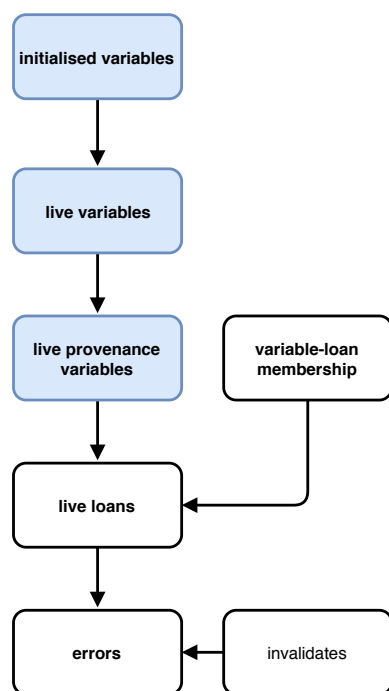 initialised variables
live variables
live provenance
variables
variable-loan
membership
live loans
errors
invalidates